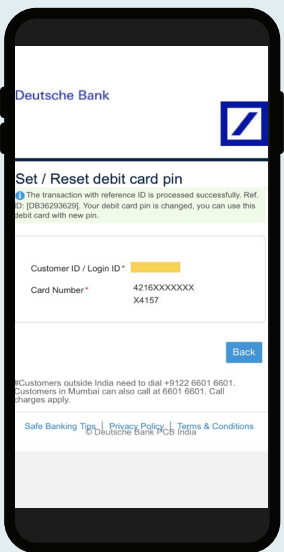 Deutsche Bank
Set / Reset debit card pin
The transaction with reference ID is processed successfully. Ref.
ID: [DB36293629]. Your debit card pin is changed, you can use this
debit card with new pin.
Customer ID / Login ID*
Card Number* 4216XXXXXXX
X4157
Back
#Customers outside India need to dial +9122 6601 6601.
Customers in Mumbai can also call at 6601 6601. Call
charges apply.
Safe Banking Tips | Privacy Policy | Terms & Conditions
© Deutsche Bank PCB India